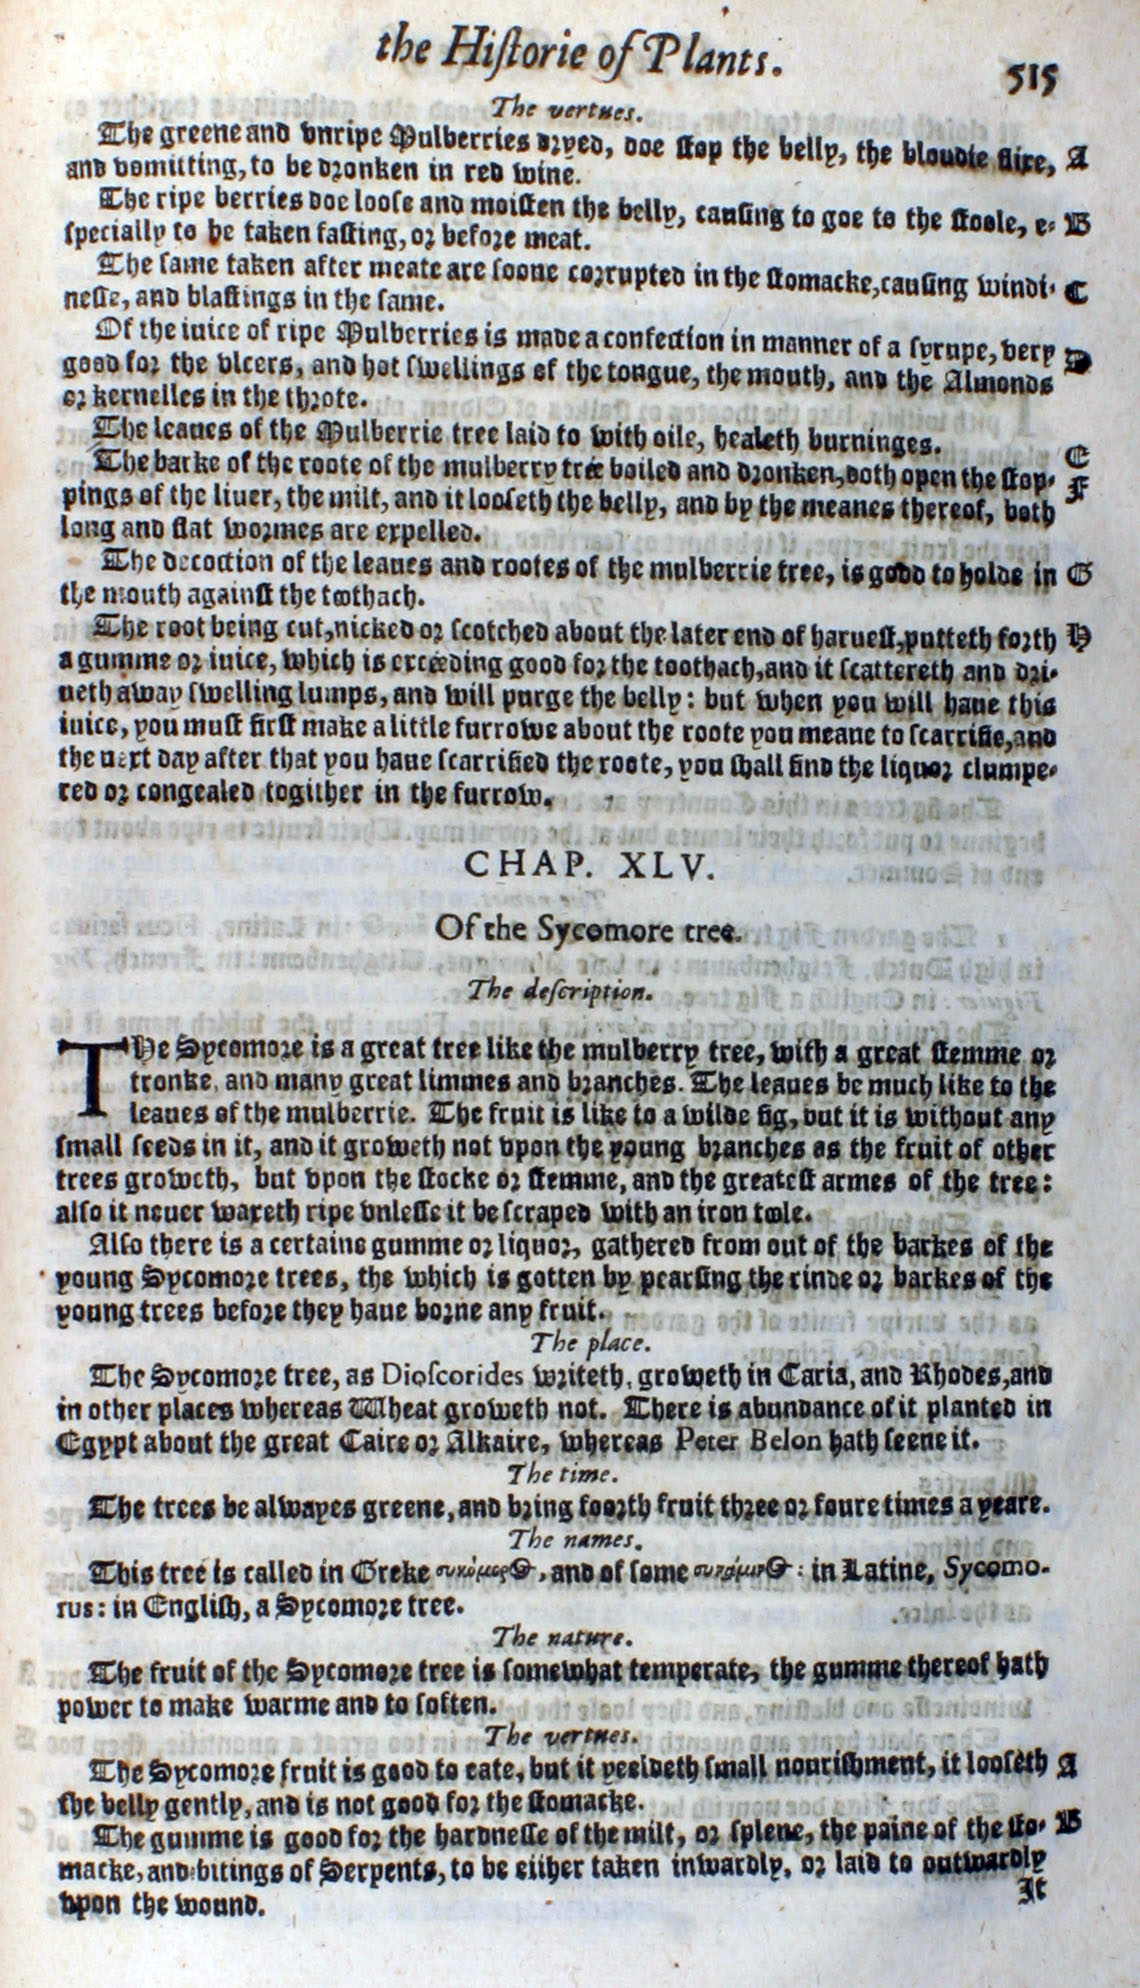 the Hiſtorie of Plants.
515
The vertues.
The greene and vnripe Mulberries dryed, doe ſtop the belly, the bloudie flixe, A
and vomitting, to be dronken in red wine.
The ripe berries doe looſe and moiſten the belly, cauſing to goe to the ſtoole, e- B
ſpecially to be taken faſting, or before meat.
The ſame taken after meate are ſoone corrupted in the ſtomacke, cauſing windi- C
neſſe, and blaſtings in the ſame.
Of the iuice of ripe Mulberries is made a confection in manner of a ſyrupe, very D
good for the vlcers, and hot ſwellings of the tongue, the mouth, and the Almonds
or kernelles in the throte.
The leaues of the Mulberrie tree laid to with oile, healeth burninges. E
The barke of the roote of the mulberry tree boiled and dronken, doth open the ſtop- F
pings of the liuer, the milt, and it looſeth the belly, and by the meanes thereof, both
long and flat wormes are expelled.
The decoction of the leaues and rootes of the mulberrie tree, is good to holde in G
the mouth againſt the toothach.
The root being cut, nicked or ſcotched about the later end of harueſt, putteth forth H
a gumme or iuice, which is exceeding good for the toothach, and it ſcattereth and dri-
ueth away ſwelling lumps, and will purge the belly: but when you will haue this
iuice, you muſt firſt make a little furrowe about the roote you meane to ſcarrifie, and
the next day after that you haue ſcarrified the roote, you ſhall find the liquor clumpe-
red or congealed togither in the furrow.
CHAP. XLV.
Of the Sycomore tree.
The deſcription.
THe Sycomore is a great tree like the mulberry tree, with a great ſtemme or
tronke, and many great limmes and branches. The leaues be much like to the
leaues of the mulberrie. The fruit is like to a wilde fig, but it is without any
ſmall ſeeds in it, and it groweth not vpon the young branches as the fruit of other
trees groweth, but vpon the ſtocke or ſtemme, and the greateſt armes of the tree:
alſo it neuer waxeth ripe vnleſſe it be ſcraped with an iron toole.
Alſo there is a certaine gumme or liquor, gathered from out of the barkes of the
young Sycomore trees, the which is gotten by pearſing the rinde or barkes of the
young trees before they haue borne any fruit.
The place.
The Sycomore tree, as Dioſcorides writeth, groweth in Caria, and Rhodes, and
in other places whereas Wheat groweth not. There is abundance of it planted in
Egypt about the great Caire or Alkaire, whereas Peter Belon hath ſeene it.
The time.
The trees be alwayes greene, and bring foorth fruit three or foure times a yeare.
The names.
This tree is called in Greke συκόμορος, and of ſome συκάμινος: in Latine, Sycomo-
rus: in Engliſh, a Sycomore tree.
The nature.
The fruit of the Sycomore tree is ſomewhat temperate, the gumme thereof hath
power to make warme and to ſoften.
The vertues.
The Sycomore fruit is good to eate, but it yeeldeth ſmall nouriſhment, it looſeth A
the belly gently, and is not good for the ſtomacke.
The gumme is good for the hardneſſe of the milt, or ſplene, the paine of the ſto- B
macke, and bitings of Serpents, to be either taken inwardly, or laid to outwardly
vpon the wound.
It